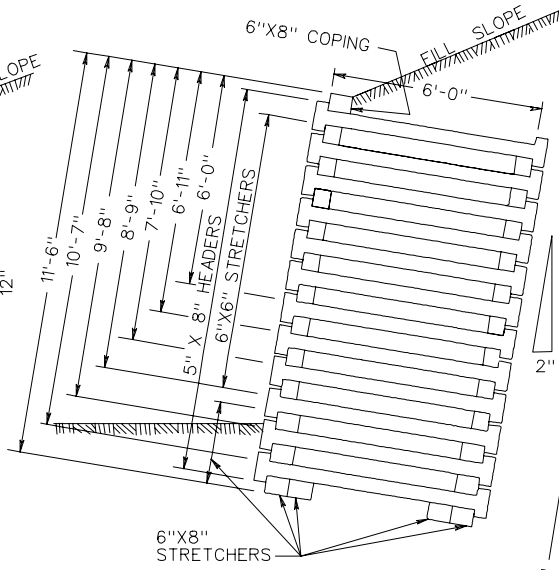 6"X8" COPING
FILL SLOPE
LOPE
6'-0"
11'-6"
10'-7"
9'-8"
8'-9"
7'-10"
6'-11"
6'-0"
5" X 8" HEADERS
6"X6" STRETCHERS
12"
2"
6"X8"
STRETCHERS